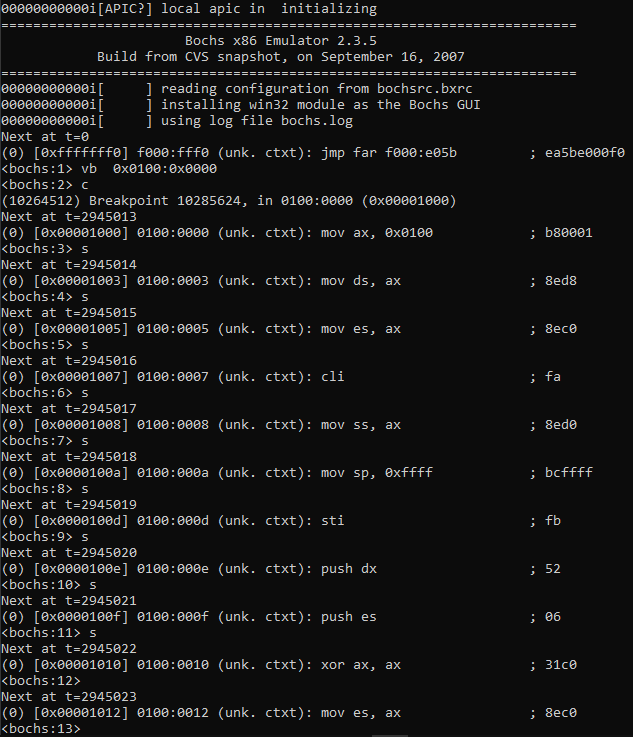 00000000000i[APIC?] local apic in  initializing
========================================================================
Bochs x86 Emulator 2.3.5
Build from CVS snapshot, on September 16, 2007
========================================================================
00000000000i[     ] reading configuration from bochsrc.bxrc
00000000000i[     ] installing win32 module as the Bochs GUI
00000000000i[     ] using log file bochs.log
Next at t=0
(0) [0xfffffff0] f000:fff0 (unk. ctxt): jmp far f000:e05b         ; ea5be000f0
<bochs:1> vb  0x0100:0x0000
<bochs:2> c
(10264512) Breakpoint 10285624, in 0100:0000 (0x00001000)
Next at t=2945013
(0) [0x00001000] 0100:0000 (unk. ctxt): mov ax, 0x0100            ; b80001
<bochs:3> s
Next at t=2945014
(0) [0x00001003] 0100:0003 (unk. ctxt): mov ds, ax                ; 8ed8
<bochs:4> s
Next at t=2945015
(0) [0x00001005] 0100:0005 (unk. ctxt): mov es, ax                ; 8ec0
<bochs:5> s
Next at t=2945016
(0) [0x00001007] 0100:0007 (unk. ctxt): cli                       ; fa
<bochs:6> s
Next at t=2945017
(0) [0x00001008] 0100:0008 (unk. ctxt): mov ss, ax                ; 8ed0
<bochs:7> s
Next at t=2945018
(0) [0x0000100a] 0100:000a (unk. ctxt): mov sp, 0xffff            ; bcffff
<bochs:8> s
Next at t=2945019
(0) [0x0000100d] 0100:000d (unk. ctxt): sti                       ; fb
<bochs:9> s
Next at t=2945020
(0) [0x0000100e] 0100:000e (unk. ctxt): push dx                   ; 52
<bochs:10> s
Next at t=2945021
(0) [0x0000100f] 0100:000f (unk. ctxt): push es                   ; 06
<bochs:11> s
Next at t=2945022
(0) [0x00001010] 0100:0010 (unk. ctxt): xor ax, ax                ; 31c0
<bochs:12>
Next at t=2945023
(0) [0x00001012] 0100:0012 (unk. ctxt): mov es, ax                ; 8ec0
<bochs:13>